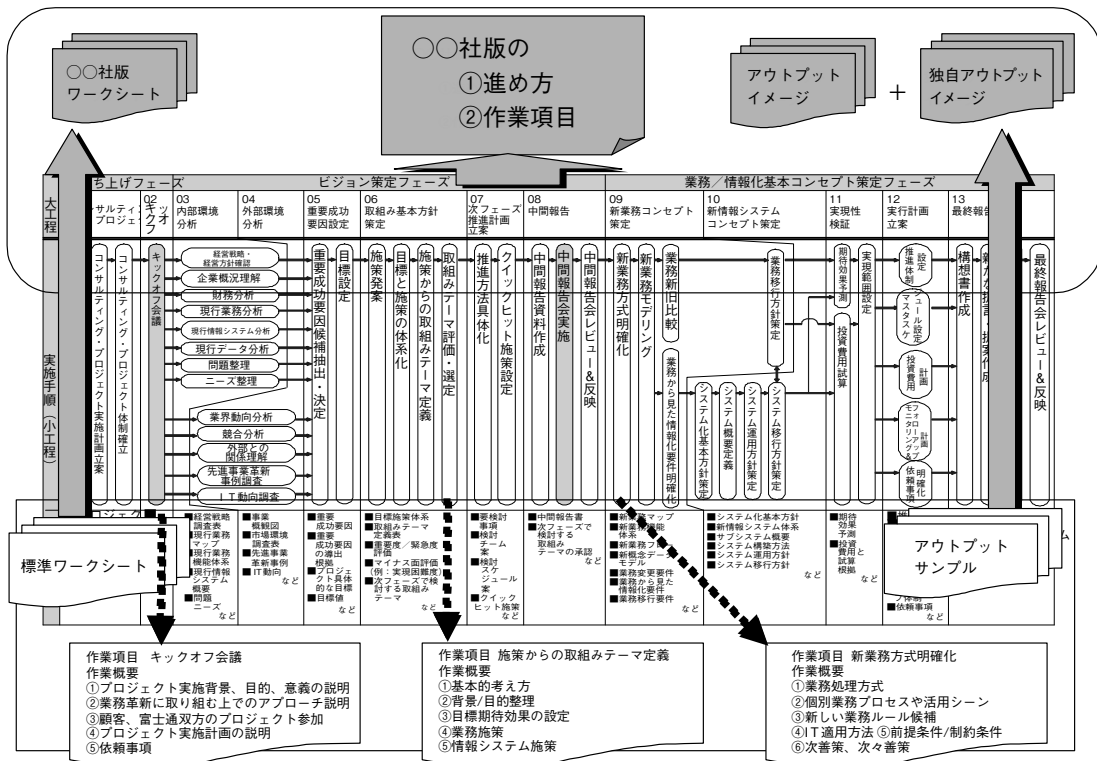 ○○社版
ワークシート
○○社版の
①進め方
②作業項目
アウトプット
イメージ
+
独自アウトプット
イメージ
大工程
ち上げフェーズ
ビジョン策定フェーズ
業務／情報化基本コンセプト策定フェーズ
サルティン
プロジェク
02
キックオフ
03
内部環境
分析
04
外部環境
分析
05
重要成功
要因設定
06
取組み基本方針
策定
07
次フェーズ
推進計画
立案
08
中間報告
09
新業務コンセプト
策定
10
新情報システム
コンセプト策定
11
実現性
検証
12
実行計画
立案
13
最終報告
実施手順（小工程）
コンサルティング・プロジェクト実施計画立案
コンサルティング・プロジェクト体制確立
キックオフ会議
経営戦略・
経営方針確認
企業概況理解
財務分析
現行業務分析
現行情報システム分析
現行データ分析
問題整理
ニーズ整理
業界動向分析
競合分析
外部との
関係理解
先進事業革新
事例調査
ＩＴ動向調査
重要成功要因候補抽出・決定
目標設定
施策発案
目標と施策の体系化
施策からの取組みテーマ定義
取組みテーマ評価・選定
推進方法具体化
クイックヒット施策設定
中間報告資料作成
中間報告会実施
中間報告会レビュー&反映
新業務方式明確化
新業務モデリング
業務新旧比較
業務から見た情報化要件明確化
システム化基本方針策定
システム概要定義
システム運用方針策定
業務移行方針策定
システム移行方針策定
期待効果予測
投資費用試算
実現範囲設定
推進体制
設定
マスタスケ
ジュール設定
投資費用
計画
モニタリング&
フォローアップ
計画
依頼事項
明確化
構想書作成
最終報告会レビュー&反映
■経営戦略
調査表
■現行業務
マップ
■現行業務
機能体系
■現行情報
システム
概要
■問題
ニーズ
など
■事業
概観図
■市場環境
調査表
■先進事業
革新事例
■IT動向
など
■重要
成功要因
■重要
成功要因
の導出
根拠
■プロジェ
クト具体
的な目標
■目標値
など
■目標施策体系
■取組みテーマ
定義表
■重要度／緊急度
評価
■マイナス面評価
（例：実現困難度）
■次フェーズで検
討する取組み
テーマ
など
■要検討
事項
■検討
チーム
案
■検討
スケ
ジュール
案
■クイック
ヒット施策
など
■中間報告書
■次フェーズで
検討する
取組み
テーマの承認
など
■新業務マップ
■新業務機能
体系
■新業務フロー
■新概念データ
モデル
■業務変更要件
■業務から見た
情報化要件
■業務移行要件
など
■システム化基本方針
■新情報システム体系
■サブシステム概要
■システム構築方法
■システム運用方針
■システム移行方針
など
■期待
効果
予測
■投資
費用と
試算
根拠
など
■依頼事項
など
標準ワークシート
アウトプット
サンプル
作業項目 キックオフ会議
作業概要
①プロジェクト実施背景、目的、意義の説明
②業務革新に取り組む上でのアプローチ説明
③顧客、富士通双方のプロジェクト参加
④プロジェクト実施計画の説明
⑤依頼事項
作業項目 施策からの取組みテーマ定義
作業概要
①基本的考え方
②背景/目的整理
③目標期待効果の設定
④業務施策
⑤情報システム施策
作業項目 新業務方式明確化
作業概要
①業務処理方式
②個別業務プロセスや活用シーン
③新しい業務ルール候補
④IT適用方法 ⑤前提条件/制約条件
⑥次善策、次々善策